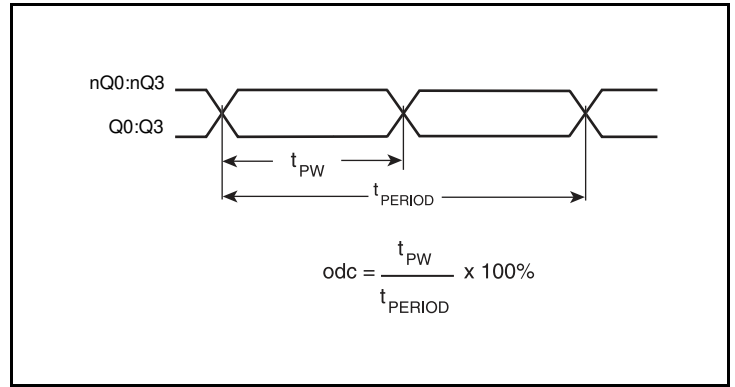 nQ0:nQ3
Q0:Q3
tPW
tPERIOD
odc = tPW / tPERIOD x 100%